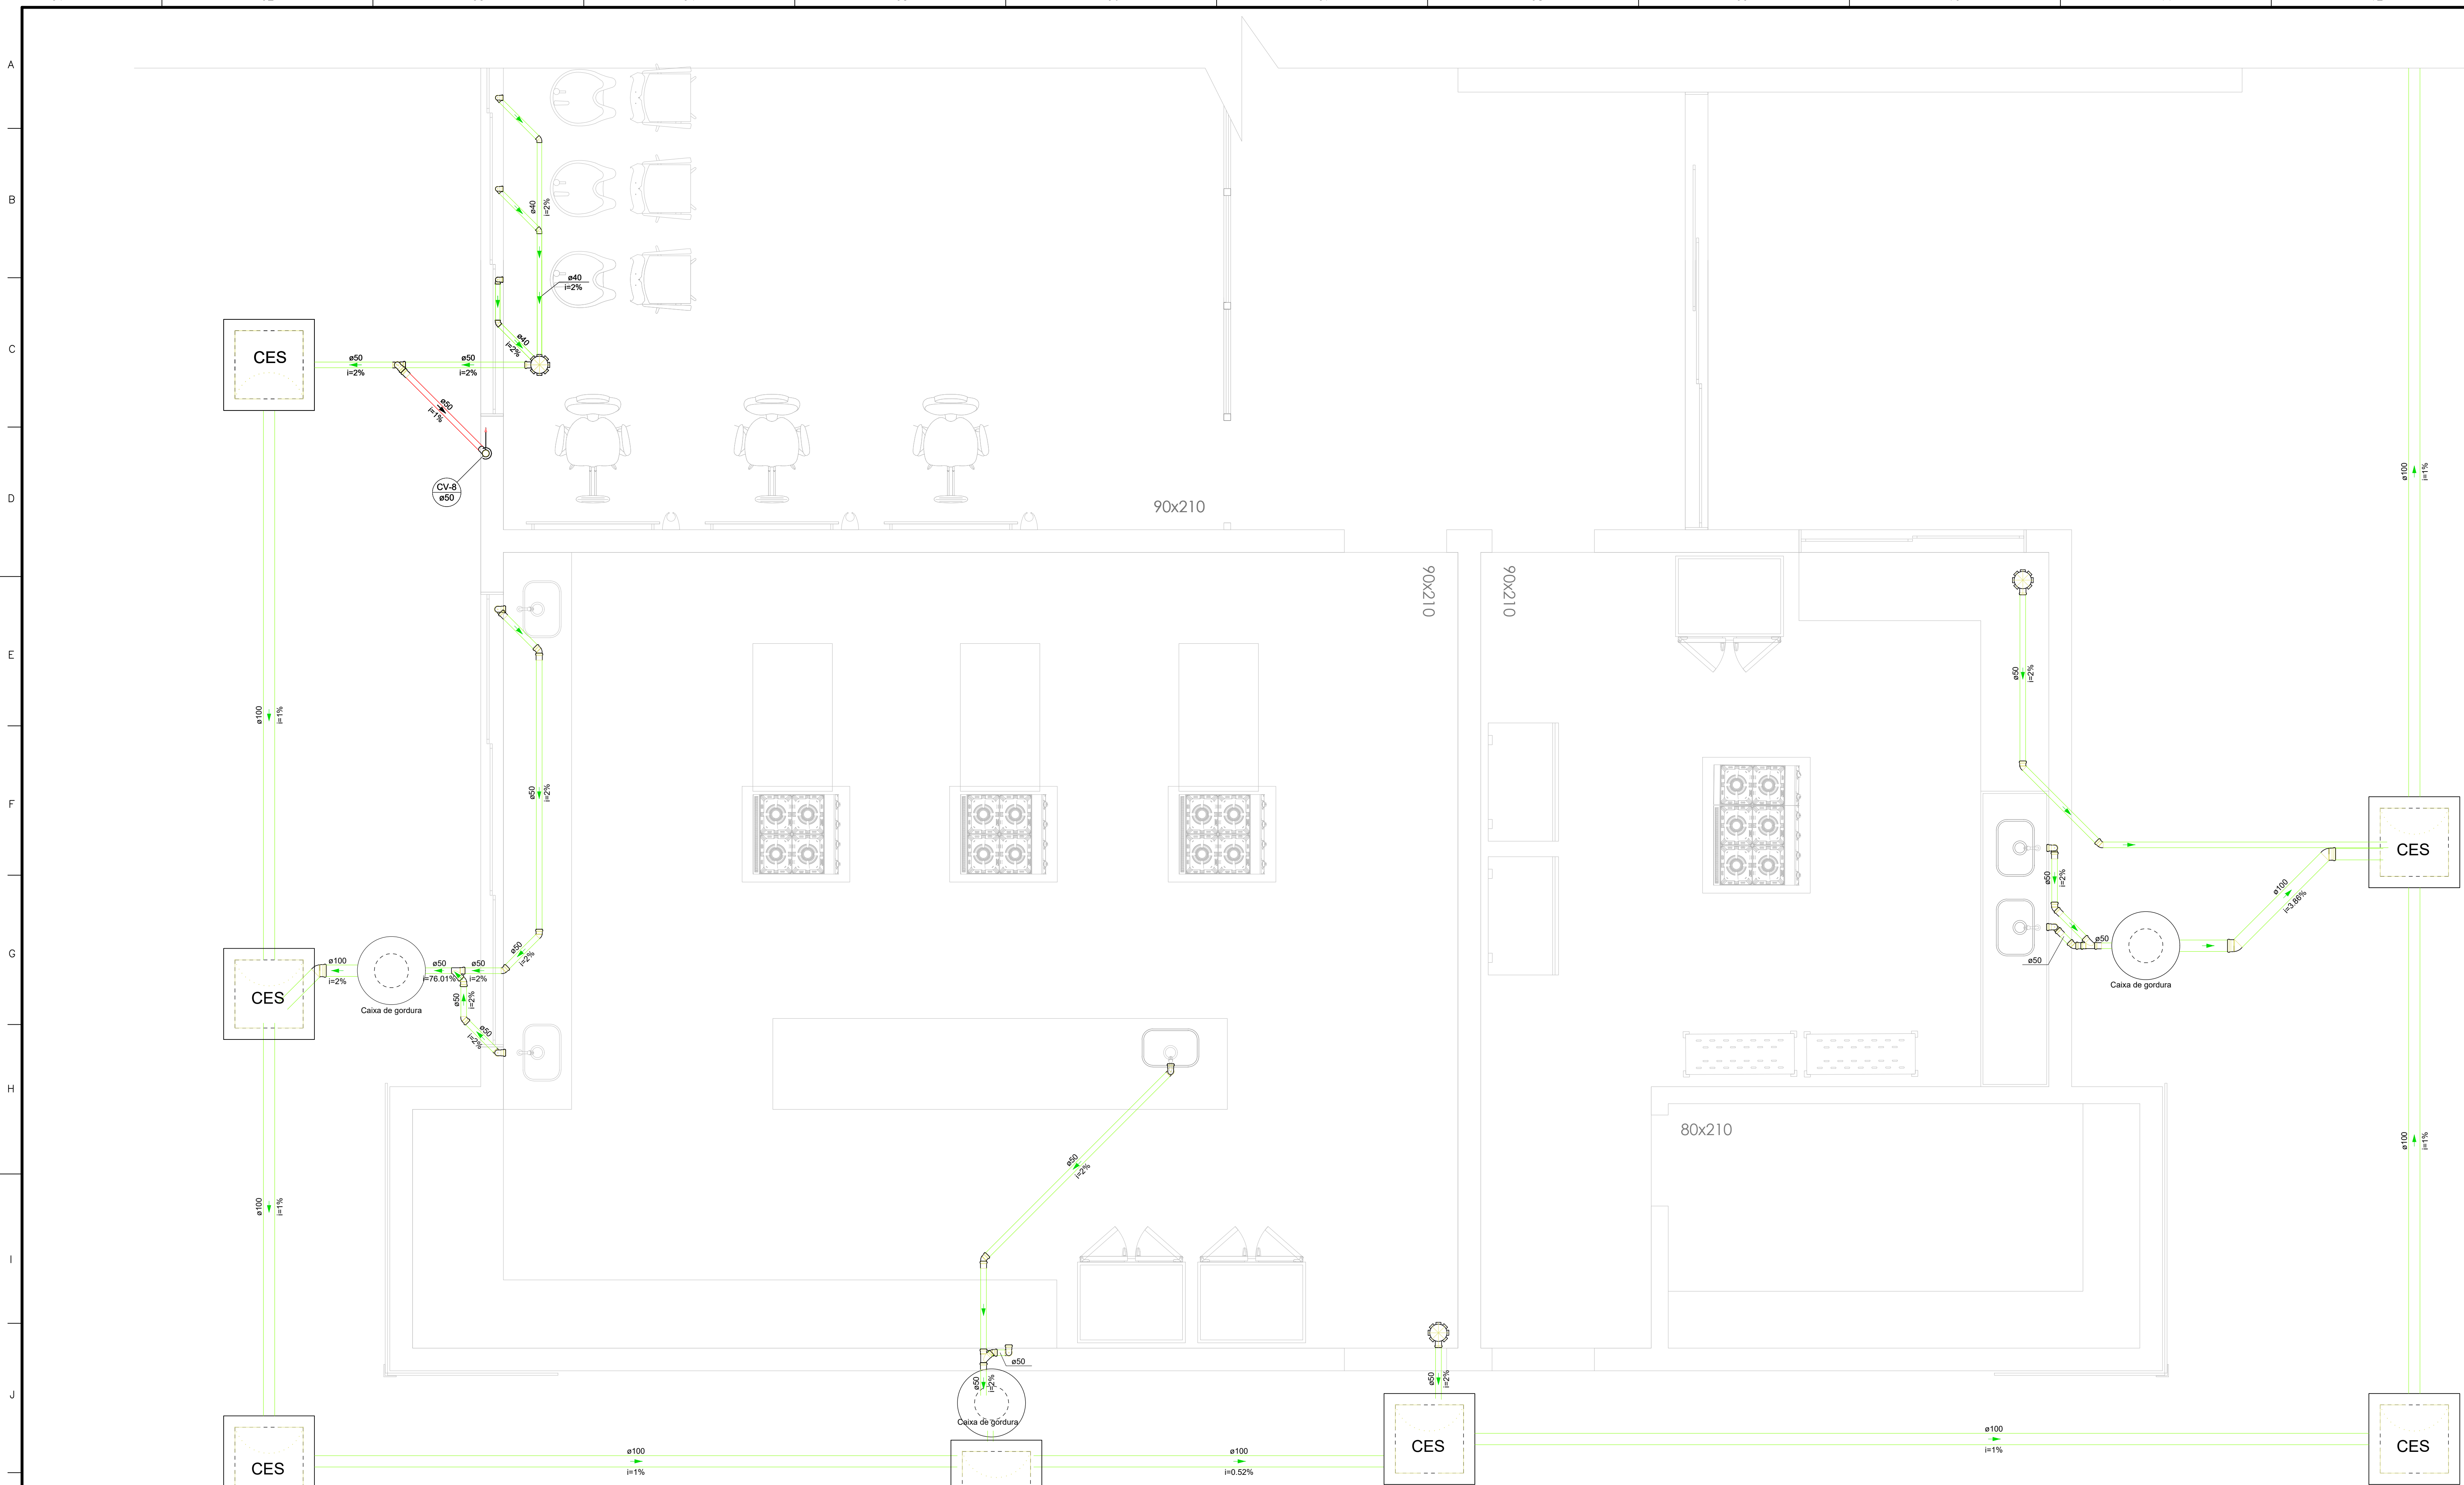 A
B
C
D
E
F
G
H
I
J
ø40
i=2%
ø40
i=2%
ø40
i=2%
CES
ø50
i=2%
ø50
i=2%
ø50
i=1%
CV-8
ø50
90x210
90x210
90x210
ø100
i=1%
ø100
i=1%
ø50
i=2%
ø50
i=2%
CES
ø50
i=2%
ø100
i=3.86%
ø50
i=2%
ø50
ø50
Caixa de gordura
CES
ø100
i=2%
Caixa de gordura
ø50
i=76.01%
ø50
i=2%
ø50
i=2%
ø50
i=2%
ø50
i=2%
80x210
ø50
i=2%
ø100
i=1%
ø100
i=1%
ø50
ø50
i=2%
Caixa de gordura
ø50
i=2%
CES
ø100
i=1%
ø100
i=0.52%
CES
ø100
i=1%
CES